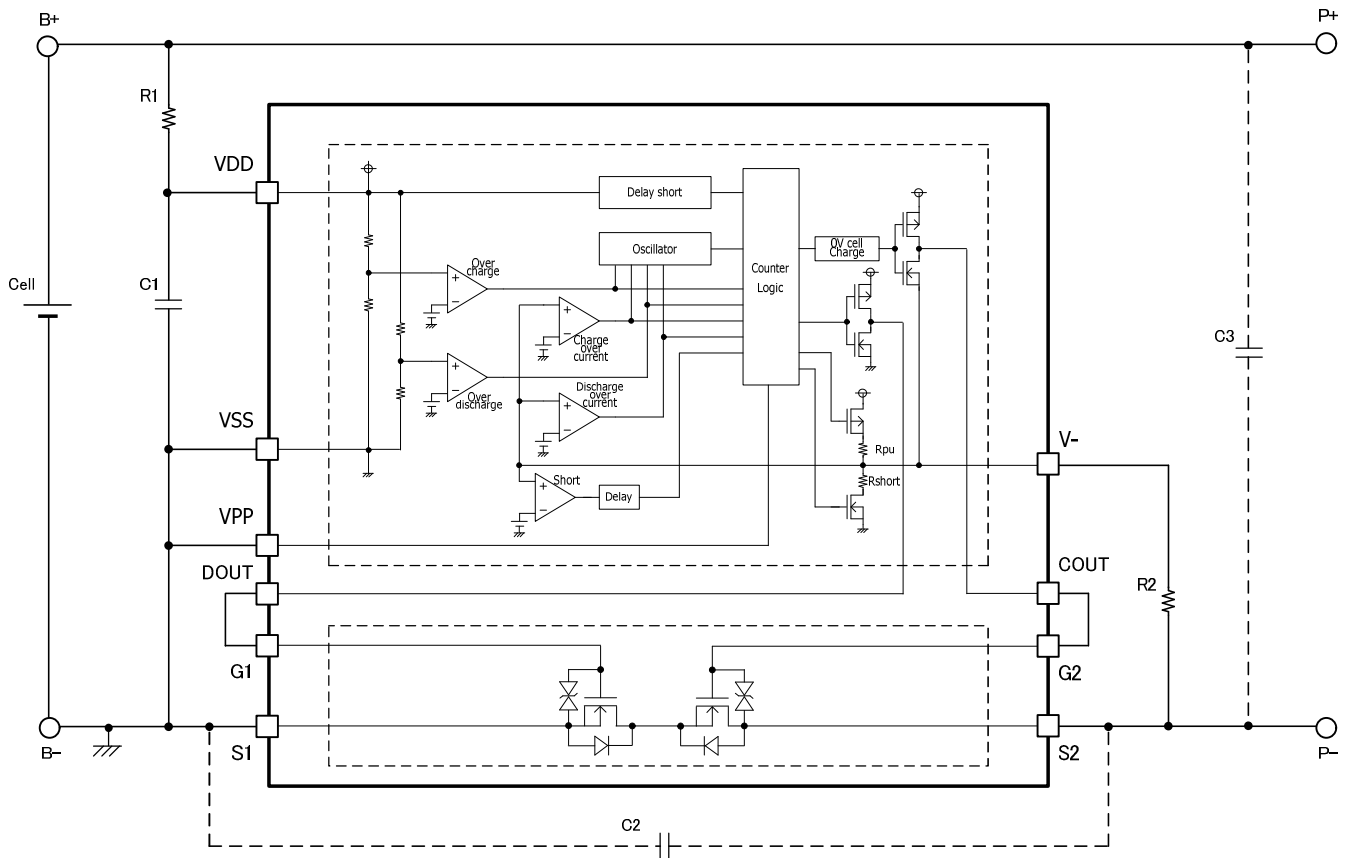 B+
P+
R1
VDD
Delay short
Oscillator
Counter
Logic
0V cell
Charge
Over
charge
Cell
C1
Charge
over
current
C3
Over
discharge
Discharge
over
current
VSS
V-
Rpu
Short
Rshort
Delay
VPP
DOUT
COUT
R2
G1
G2
B-
S1
S2
P-
C2